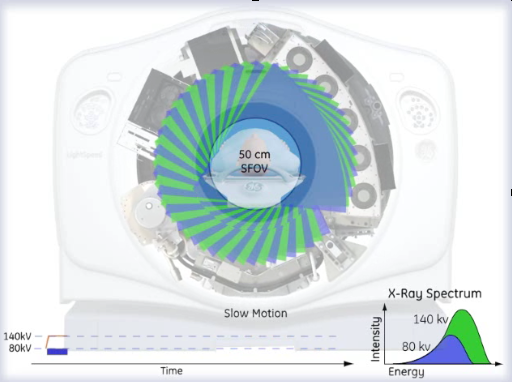 50 cm
SFOV
Slow Motion
140kV
80kV
Time
X-Ray Spectrum
Intensity
140 kv
80 kv
Energy